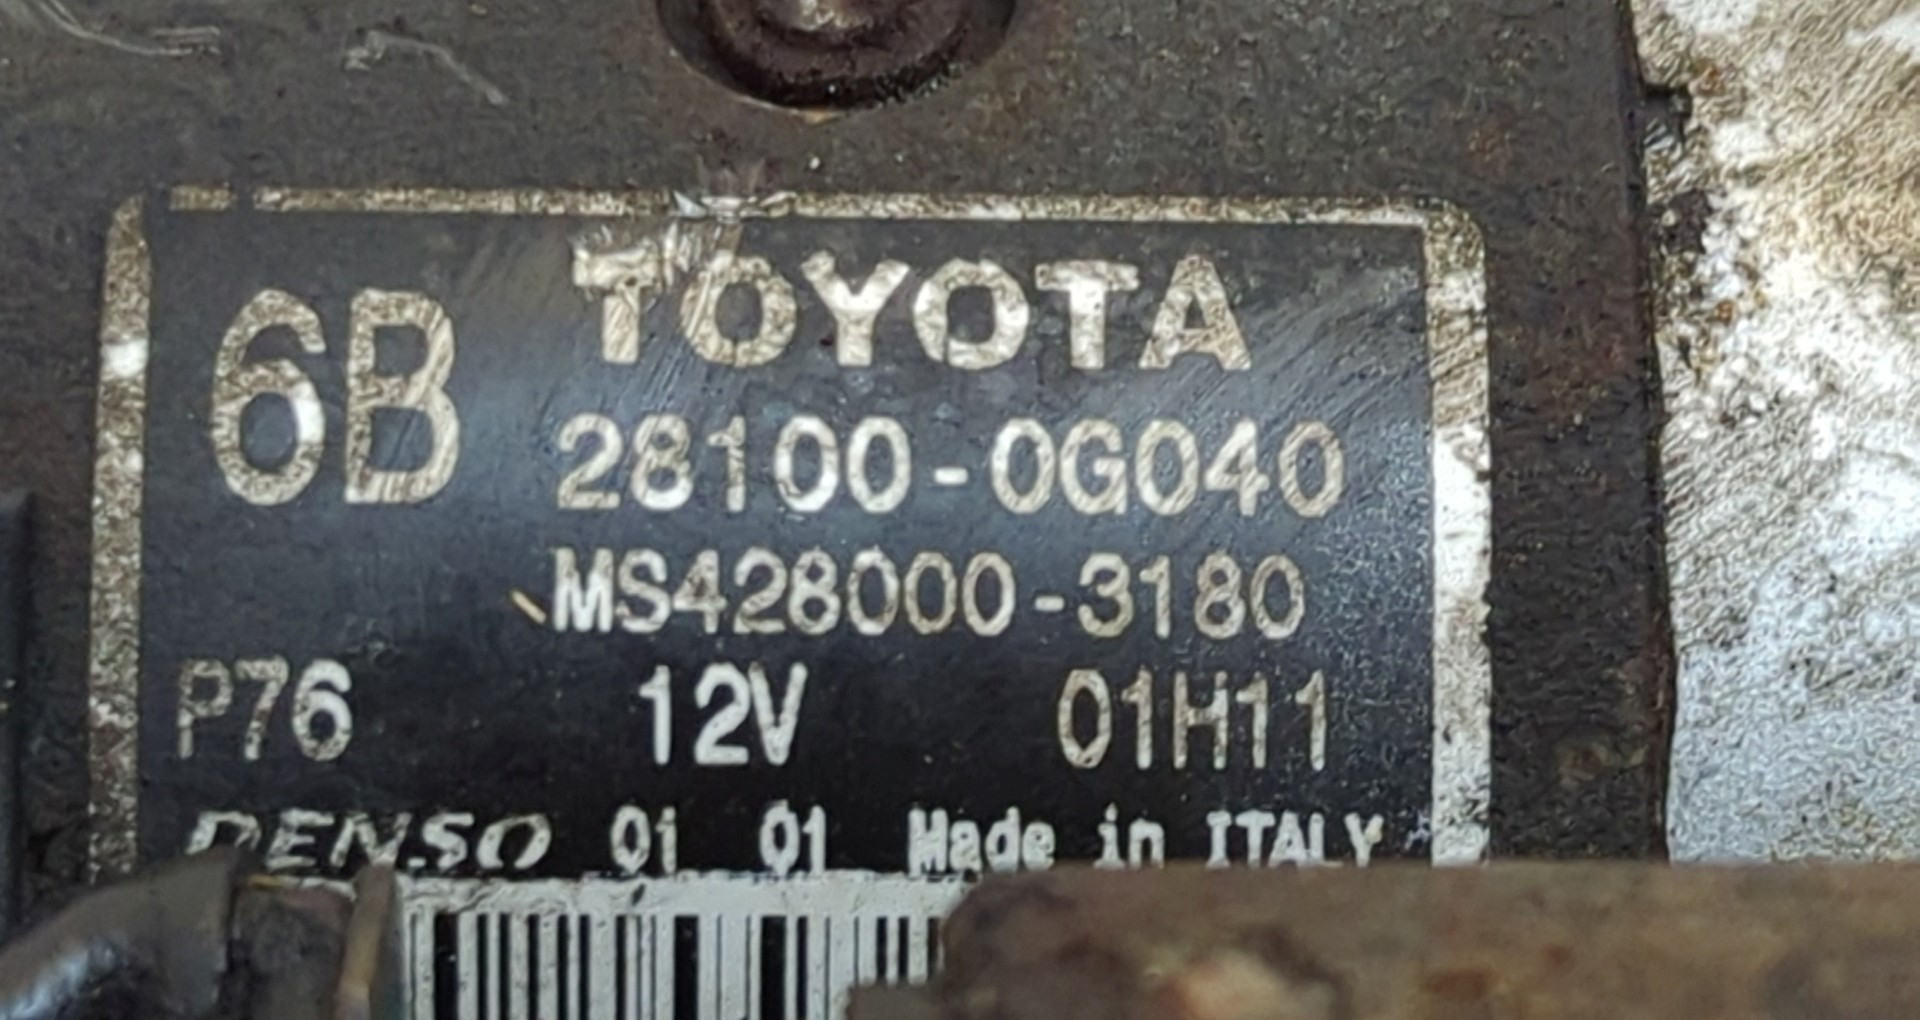 6B TOYOTA
28100-0G040
MS428000-3180
P76 12V 01H11
DENSO 01 01 Made in ITALY